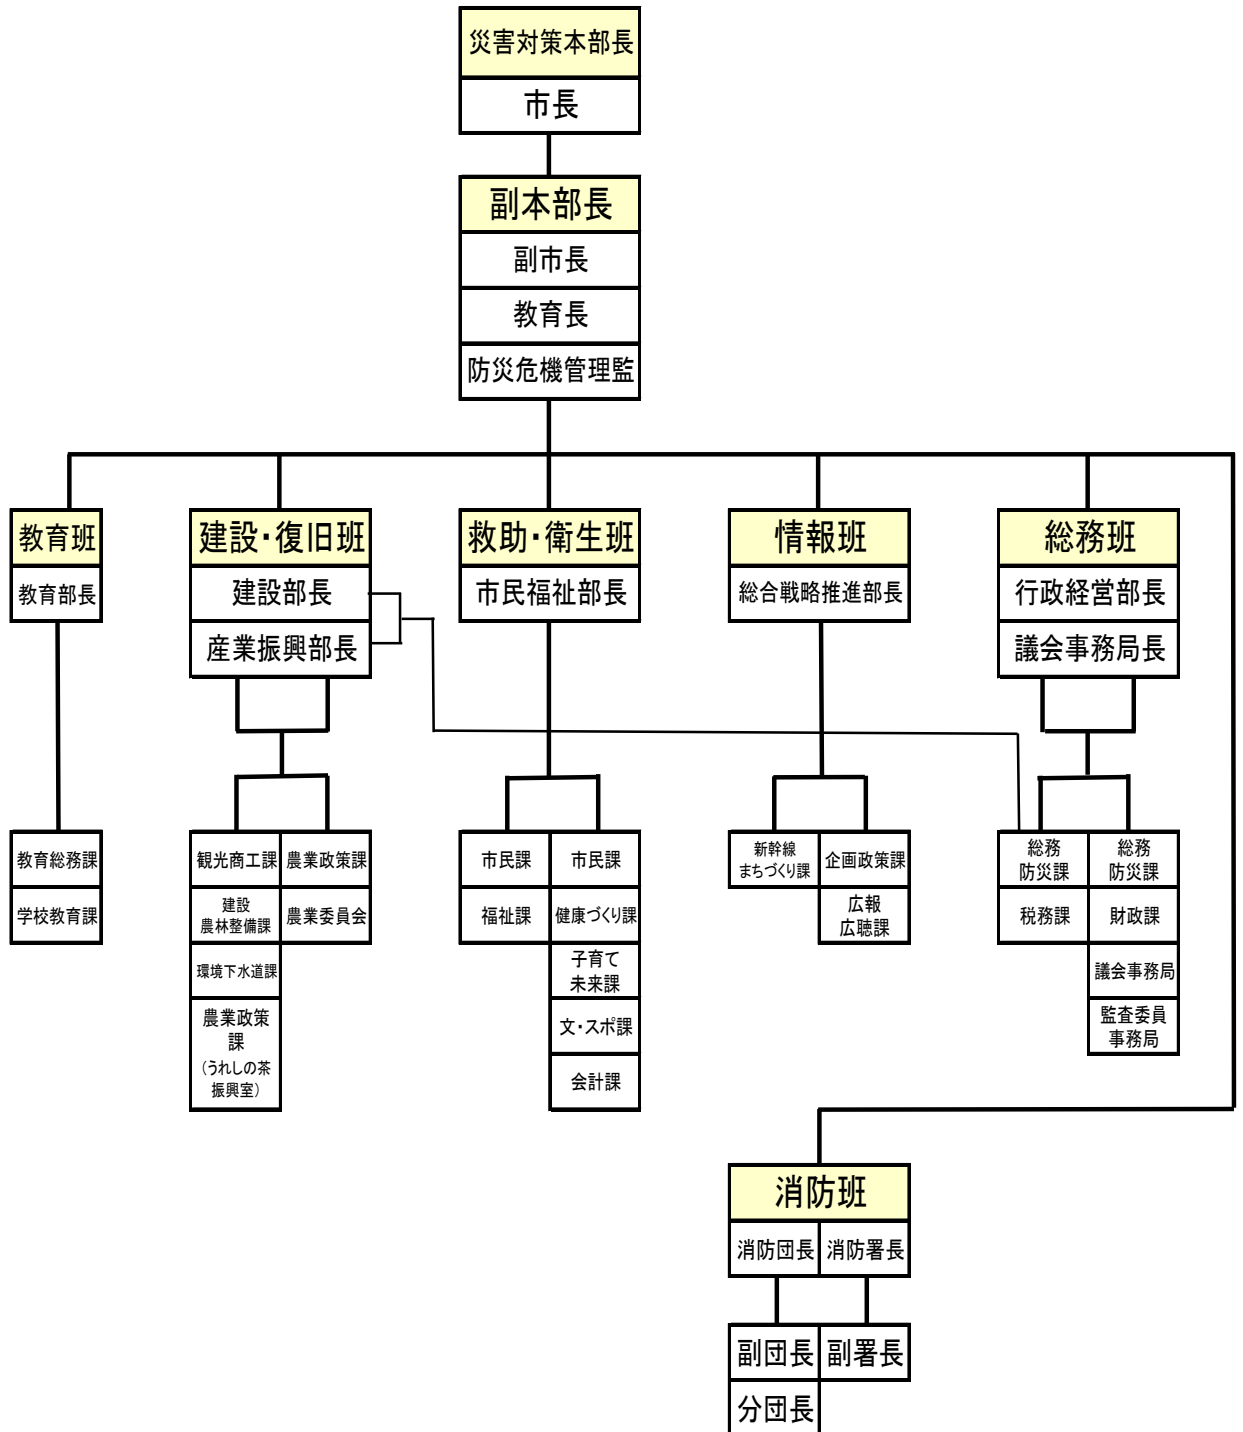 災害対策本部長
市長
副本部長
副市長
教育長
防災危機管理監
教育班
教育部長
教育総務課
学校教育課
建設・復旧班
建設部長
産業振興部長
観光商工課
建設
農林整備課
環境下水道課
農業政策
課
（うれしの茶
振興室）
農業政策課
農業委員会
救助・衛生班
市民福祉部長
市民課
福祉課
市民課
健康づくり課
子育て
未来課
文・スポ課
会計課
情報班
総合戦略推進部長
新幹線
まちづくり課
企画政策課
広報
広聴課
総務班
行政経営部長
議会事務局長
総務
防災課
税務課
総務
防災課
財政課
議会事務局
監査委員
事務局
消防班
消防団長
消防署長
副団長
副署長
分団長